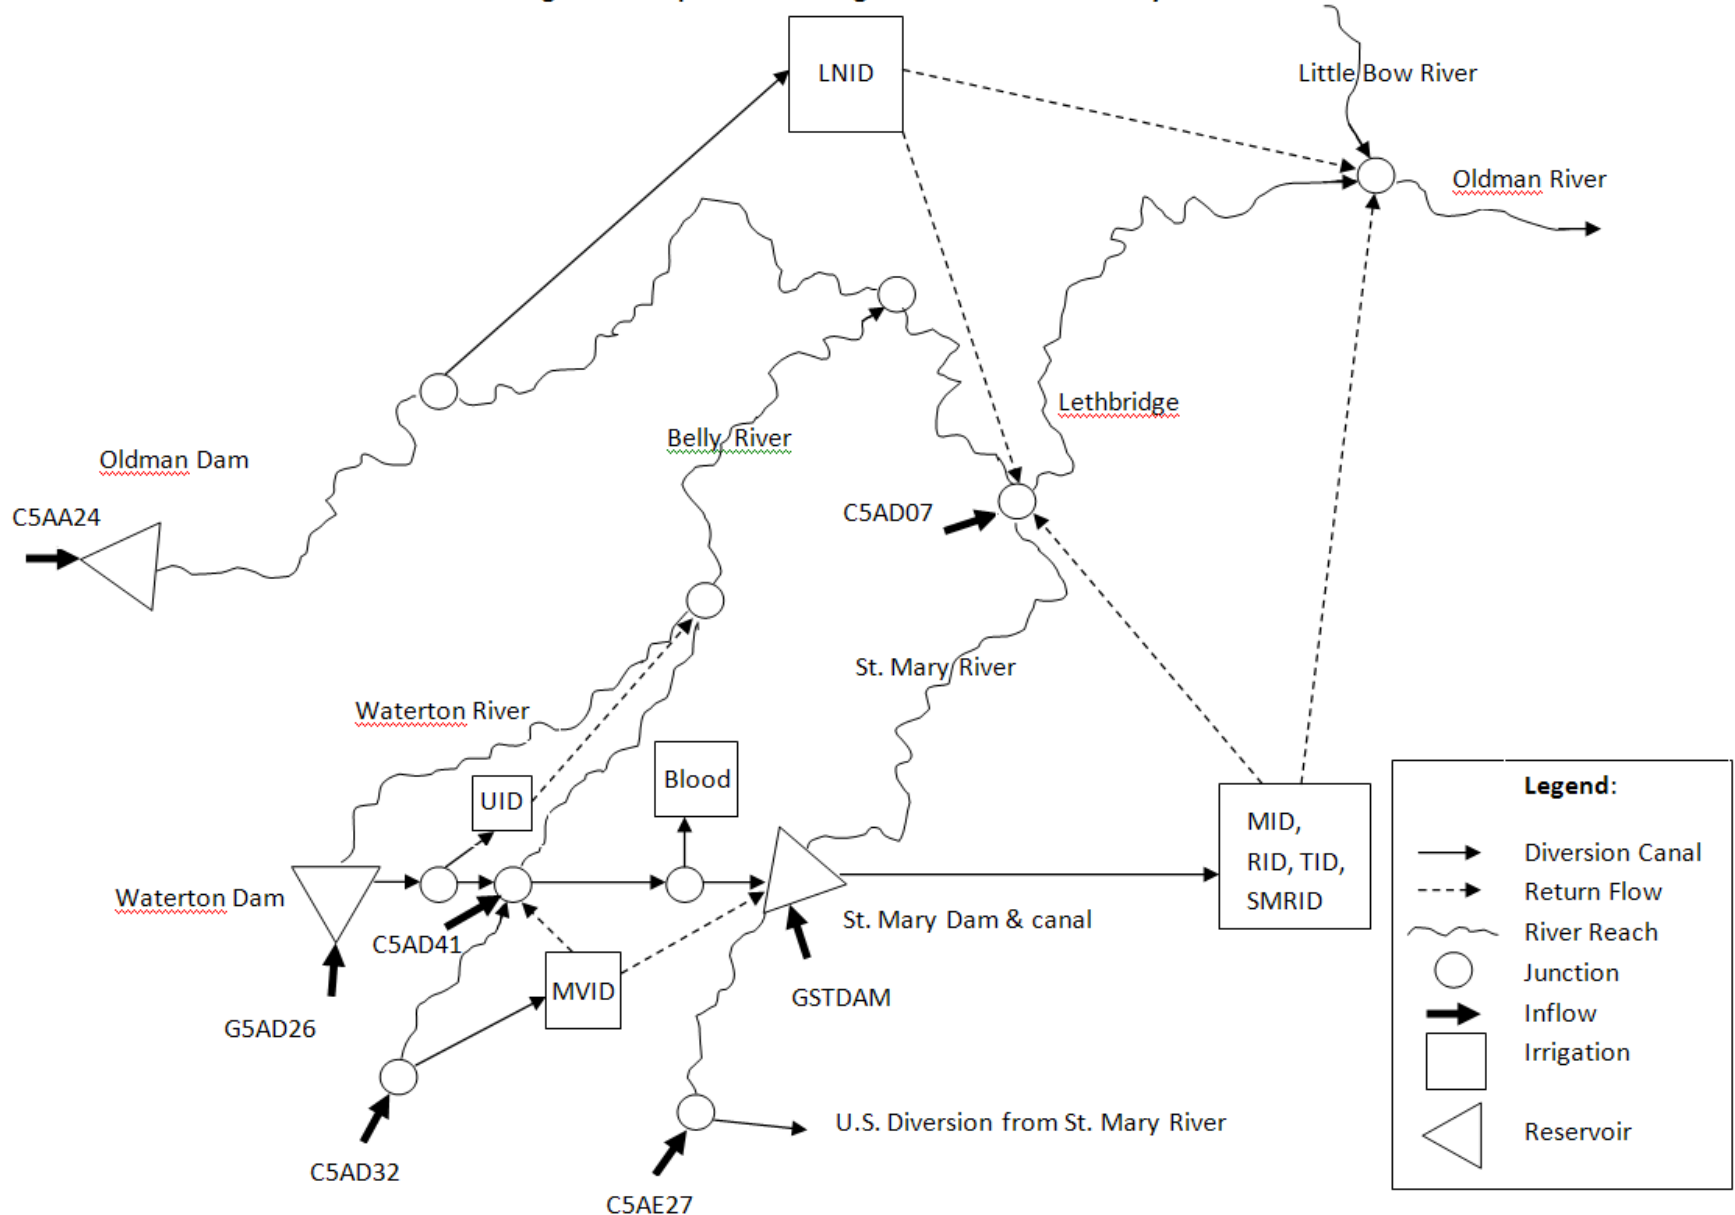 LNID
Little Bow River
Oldman River
Lethbridge
Belly River
Oldman Dam
C5AA24
C5AD07
St. Mary River
Waterton River
UID
Blood
MID,
RID, TID,
SMRID
Waterton Dam
C5AD41
St. Mary Dam & canal
MVID
GSTDAM
G5AD26
C5AD32
U.S. Diversion from St. Mary River
C5AE27
Legend:
Diversion Canal
Return Flow
River Reach
Junction
Inflow
Irrigation
Reservoir